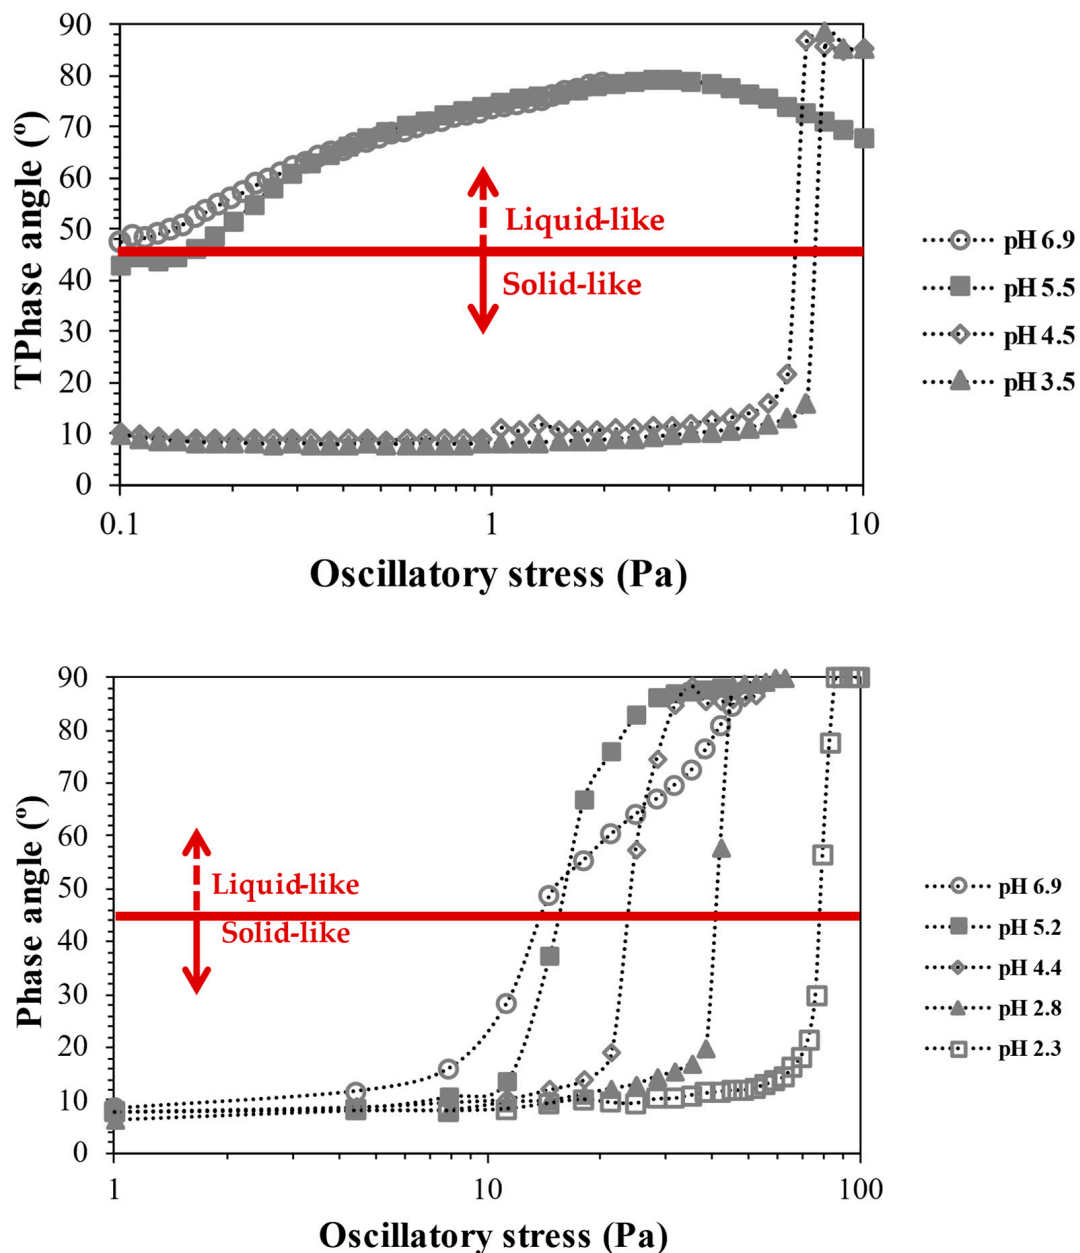 90
80
70
60
50
40
30
20
10
0
TPhase angle (º)
Liquid-like
Solid-like
0.1
1
10
Oscillatory stress (Pa)
pH 6.9
pH 5.5
pH 4.5
pH 3.5
90
80
70
60
50
40
30
20
10
0
Phase angle (º)
Liquid-like
Solid-like
1
10
100
Oscillatory stress (Pa)
pH 6.9
pH 5.2
pH 4.4
pH 2.8
pH 2.3